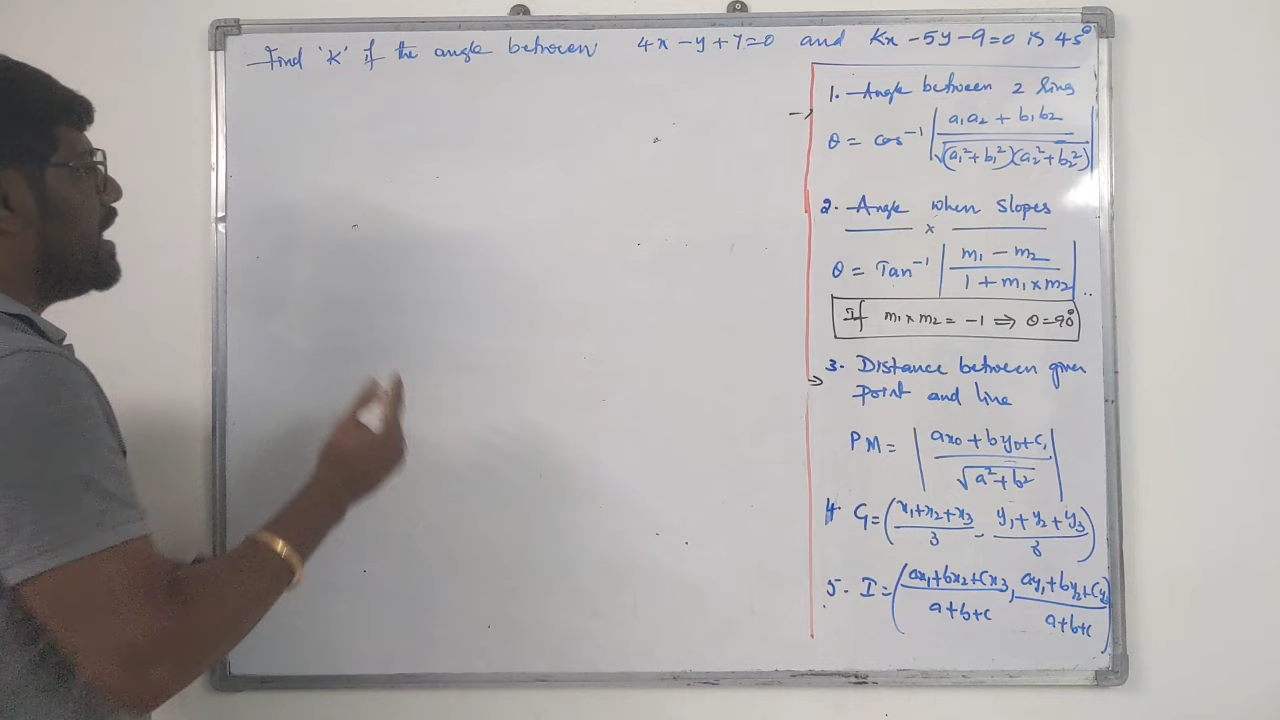 Find 'K' if the angle between 4x - y + 7 = 0 and Kx - 5y - 9 = 0 is 45°
1. Angle between 2 lines
θ = cos⁻¹ | a₁a₂ + b₁b₂ / √(a₁² + b₁²)(a₂² + b₂²) |
2. Angle when slopes
x
θ = Tan⁻¹ | m₁ - m₂ / 1 + m₁ x m₂ |
If m₁ x m₂ = -1 ⇒ θ = 90°
3. Distance between given
point and line
PM = | ax₀ + by₀ + c₁ / √a² + b² |
4. G = (x₁+x₂+x₃ / 3, y₁+y₂+y₃ / 3)
5. I = (ax₁+bx₂+cx₃ / a+b+c, ay₁+by₂+cy₃ / a+b+c)